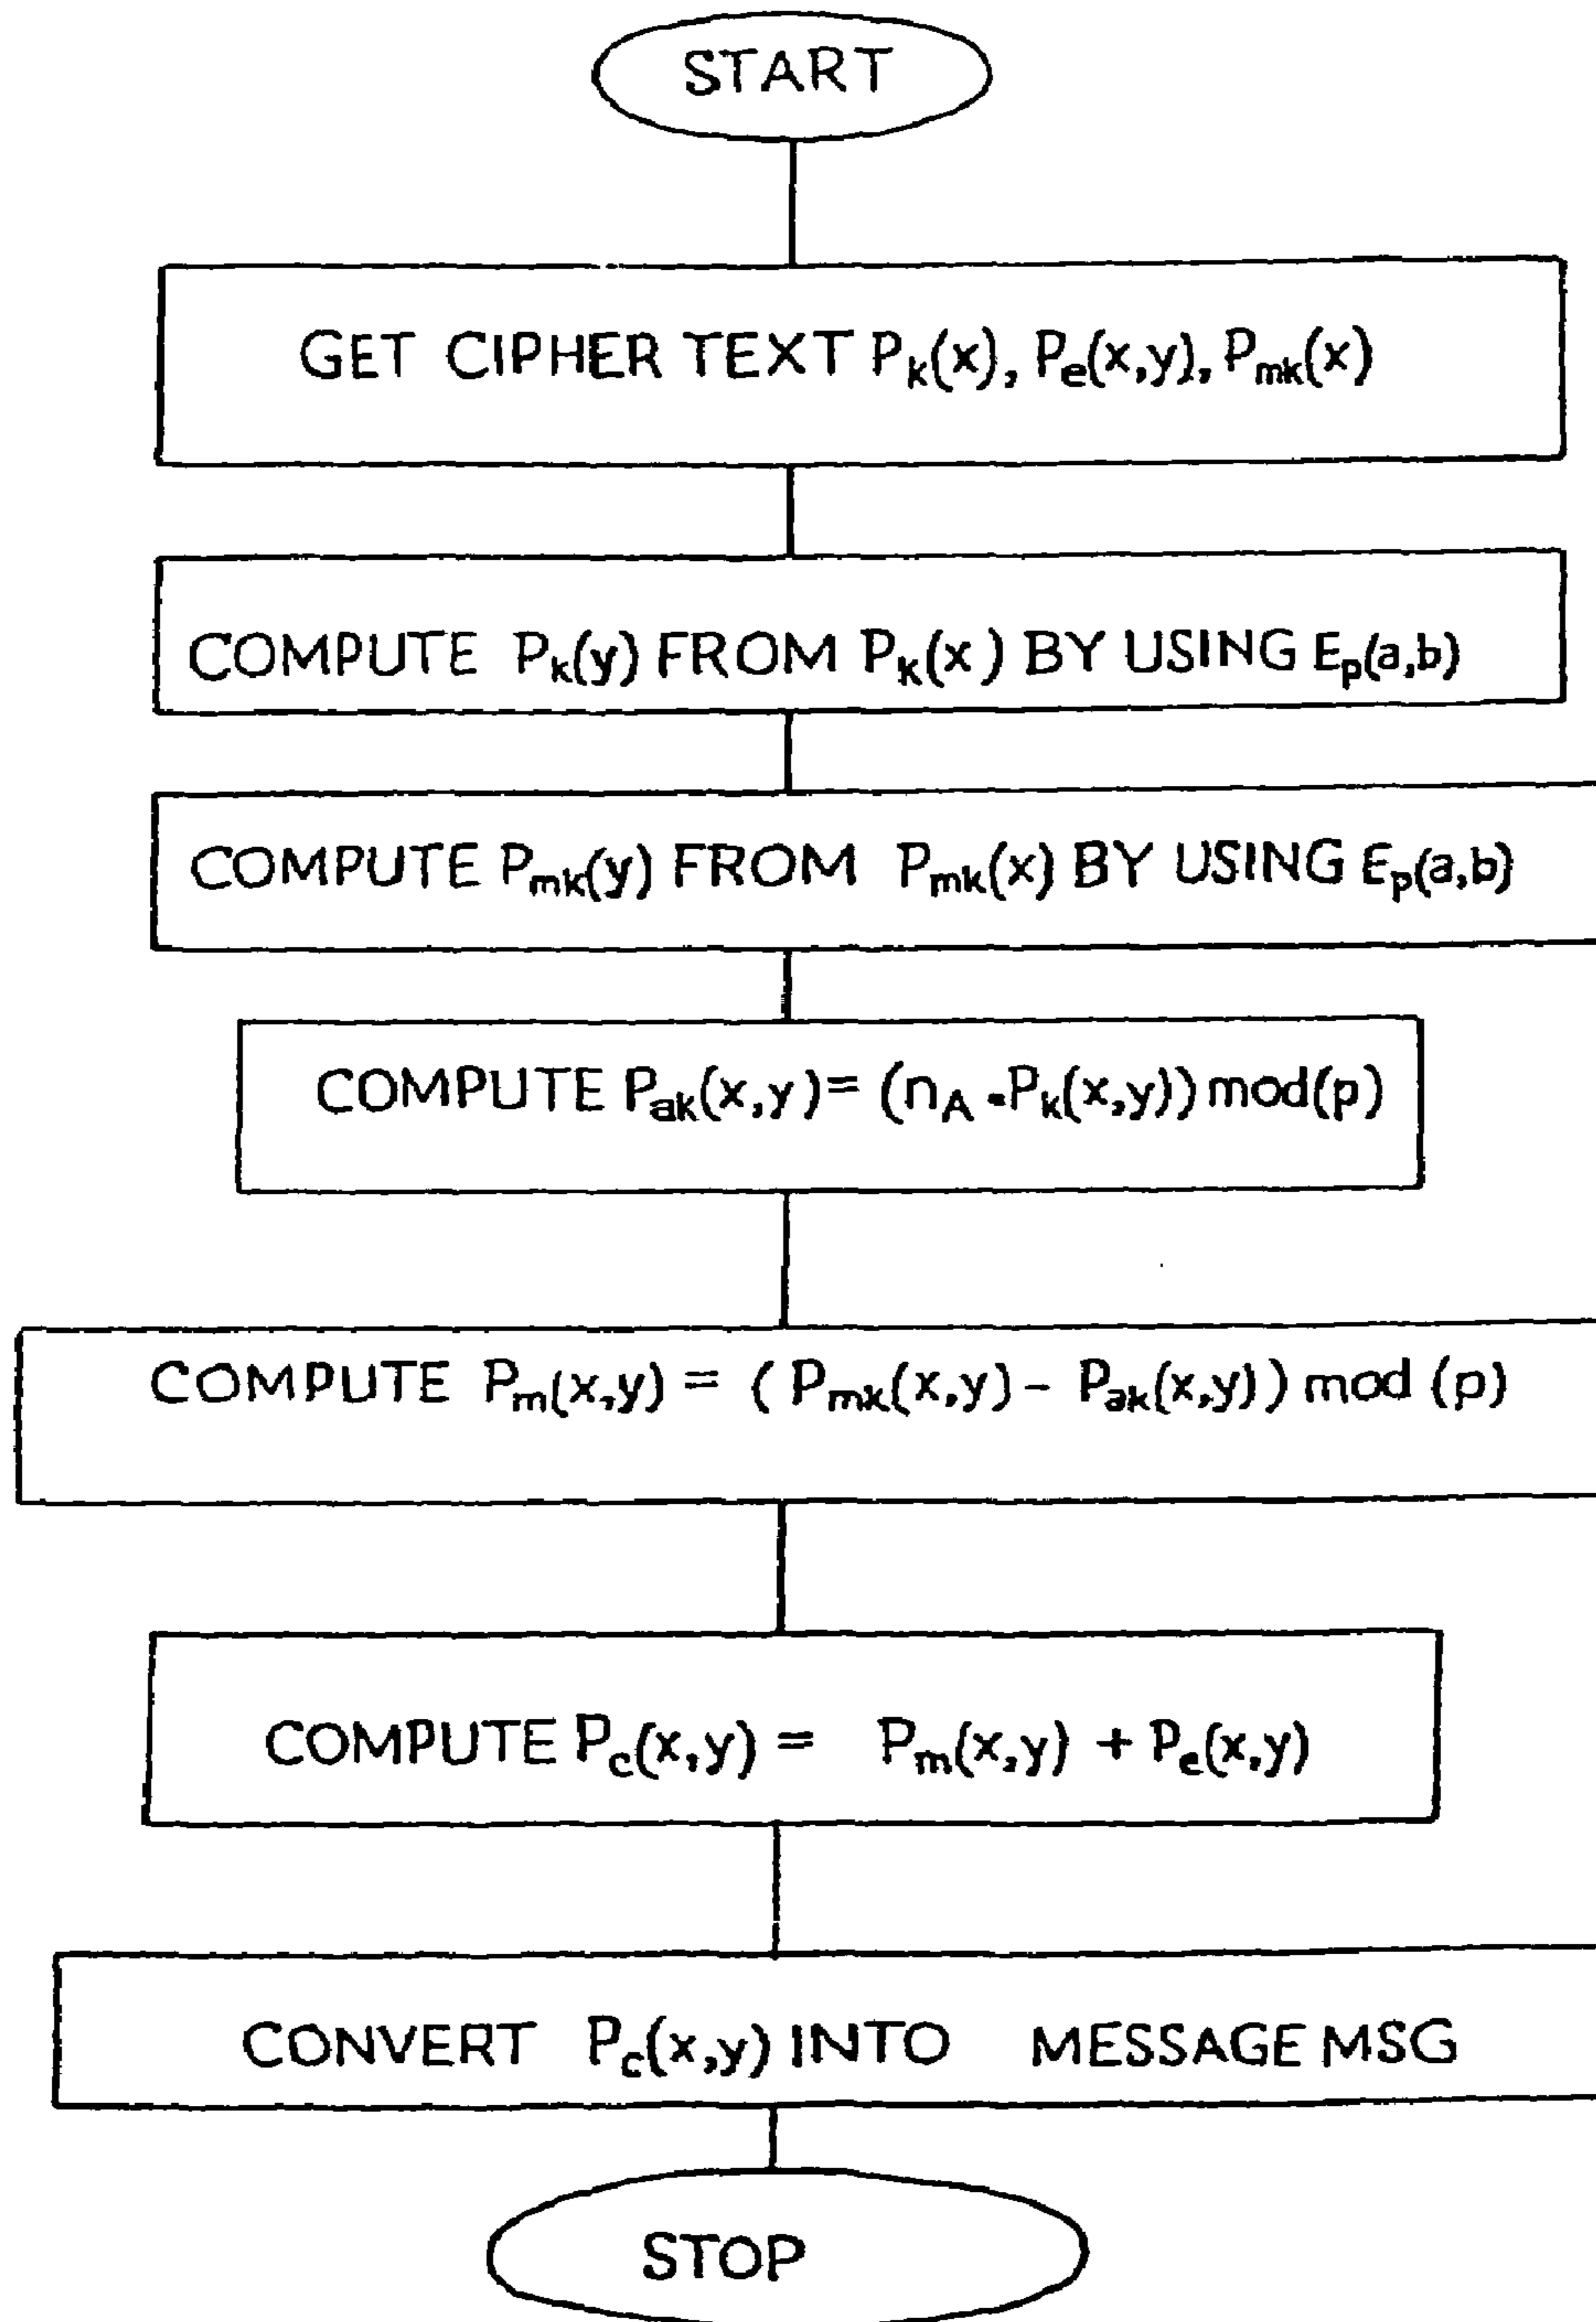 START
GET CIPHER TEXT Pk(x), Pe(x,y), Pmk(x)
COMPUTE Pk(y) FROM Pk(x) BY USING Ep(a,b)
COMPUTE Pmk(y) FROM Pmk(x) BY USING Ep(a,b)
COMPUTE Pak(x,y) = (nA . Pk(x,y)) mod(p)
COMPUTE Pm(x,y) = ( Pmk(x,y) - Pak(x,y)) mod (p)
COMPUTE Pc(x,y) = Pm(x,y) + Pe(x,y)
CONVERT Pc(x,y) INTO MESSAGE MSG
STOP